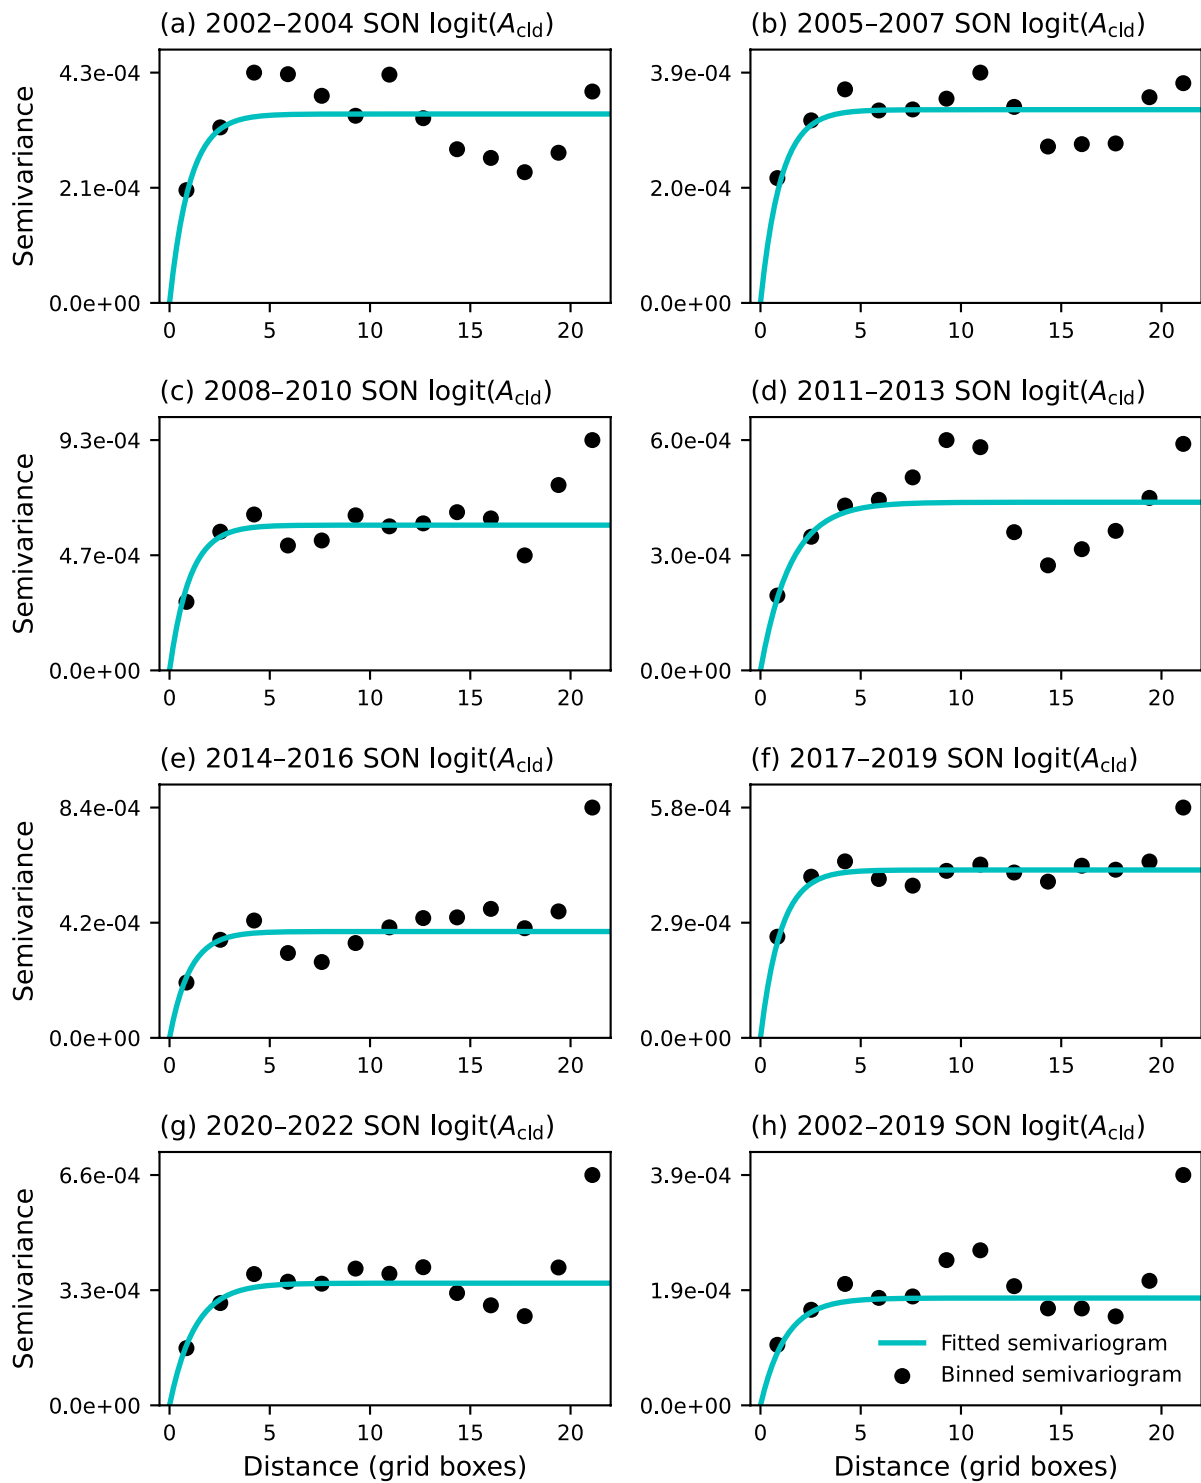 (a) 2002–2004 SON logit(A_cld)
(b) 2005–2007 SON logit(A_cld)
Semivariance
4.3e-04
2.1e-04
0.0e+00
0 5 10 15 20
3.9e-04
2.0e-04
0.0e+00
0 5 10 15 20
(c) 2008–2010 SON logit(A_cld)
(d) 2011–2013 SON logit(A_cld)
Semivariance
9.3e-04
4.7e-04
0.0e+00
0 5 10 15 20
6.0e-04
3.0e-04
0.0e+00
0 5 10 15 20
(e) 2014–2016 SON logit(A_cld)
(f) 2017–2019 SON logit(A_cld)
Semivariance
8.4e-04
4.2e-04
0.0e+00
0 5 10 15 20
5.8e-04
2.9e-04
0.0e+00
0 5 10 15 20
(g) 2020–2022 SON logit(A_cld)
(h) 2002–2019 SON logit(A_cld)
Semivariance
6.6e-04
3.3e-04
0.0e+00
0 5 10 15 20
Distance (grid boxes)
3.9e-04
1.9e-04
0.0e+00
Fitted semivariogram
Binned semivariogram
0 5 10 15 20
Distance (grid boxes)